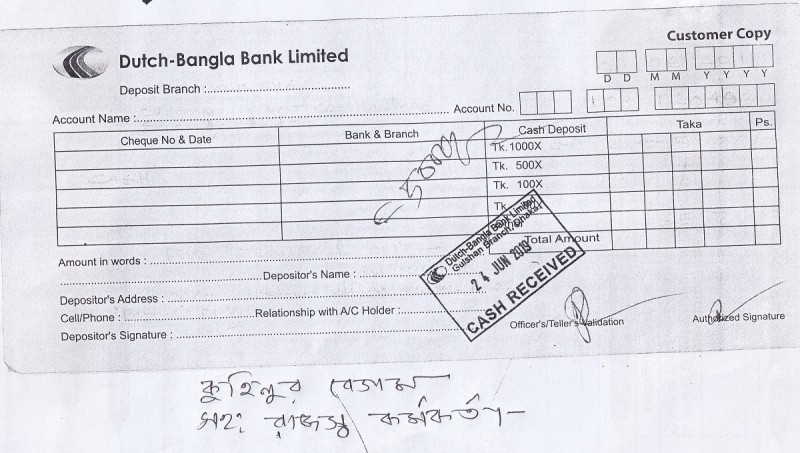 Customer Copy
Dutch-Bangla Bank Limited
D D M M Y Y Y Y
Deposit Branch :
Account Name : Account No.
Cheque No & Date Bank & Branch Cash Deposit Taka Ps.
Tk. 1000X
Tk. 500X
Tk. 100X
Tk.
Total Amount
Amount in words :
Depositor's Name :
Depositor's Address :
Cell/Phone : Relationship with A/C Holder :
Depositor's Signature :
Dutch-Bangla Bank Limited
Gulshan Branch, Dhaka
24 JUN 2019
CASH RECEIVED
Officer's/Teller's Validation Authorized Signature
কুহিনুর বেগম
সহঃ রাজস্ব কর্মকর্তা